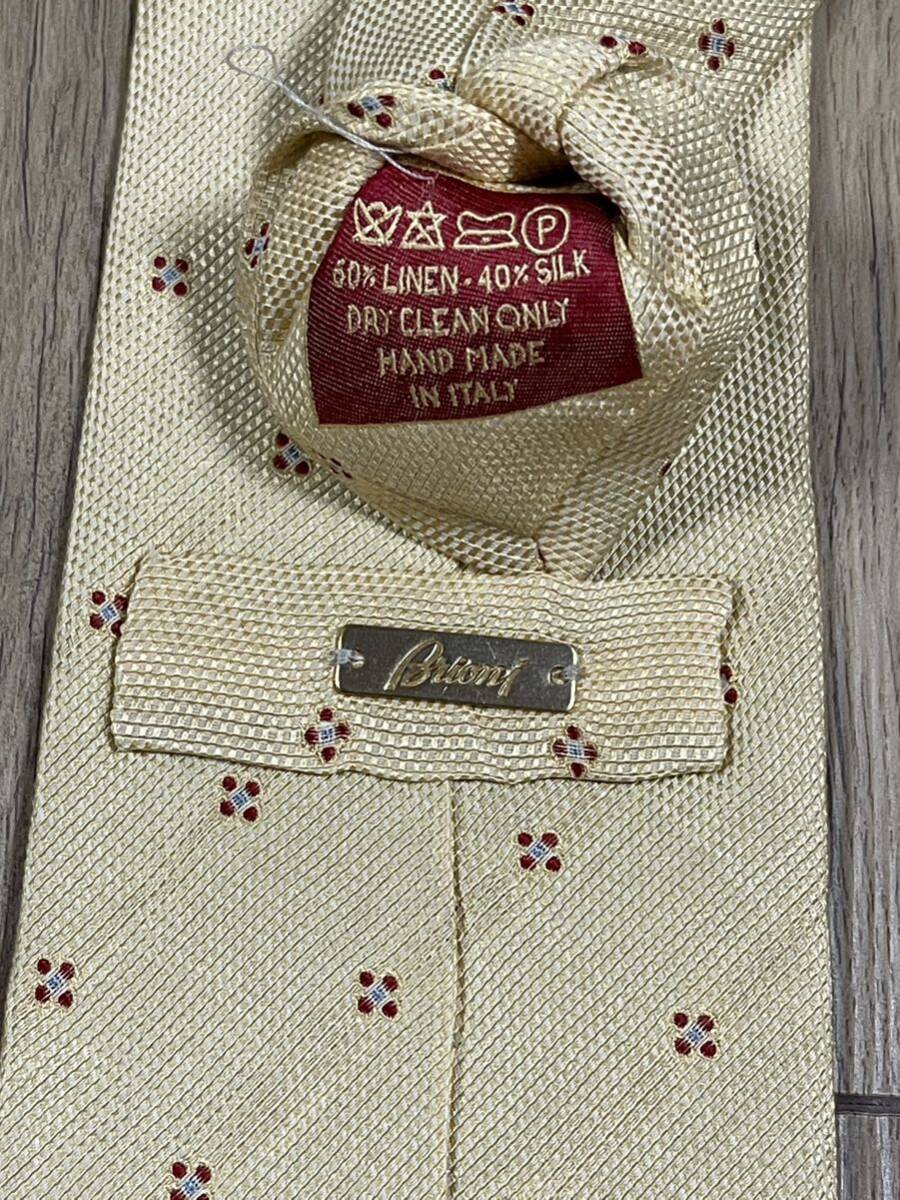 P
60% LINEN - 40% SILK
DRY CLEAN ONLY
HAND MADE
IN ITALY
Brioni